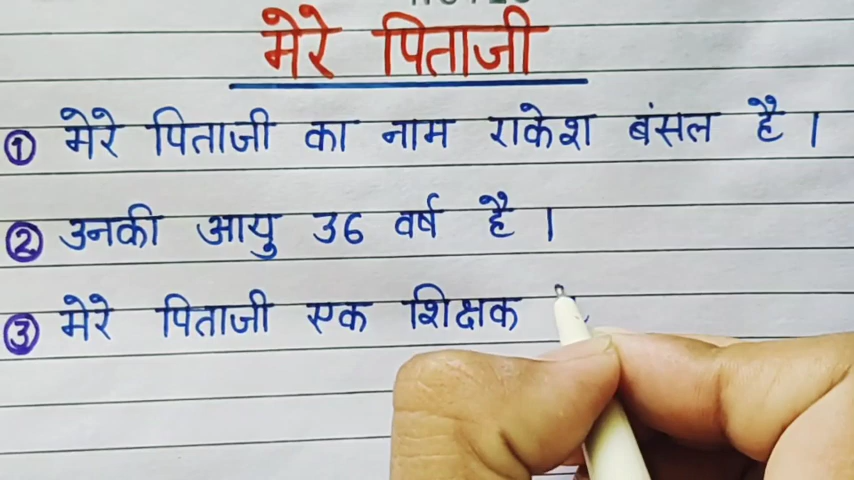 मेरे पिताजी
① मेरे पिताजी का नाम राकेश बंसल है ।
② उनकी आयु 36 वर्ष है ।
③ मेरे पिताजी एक शिक्षक